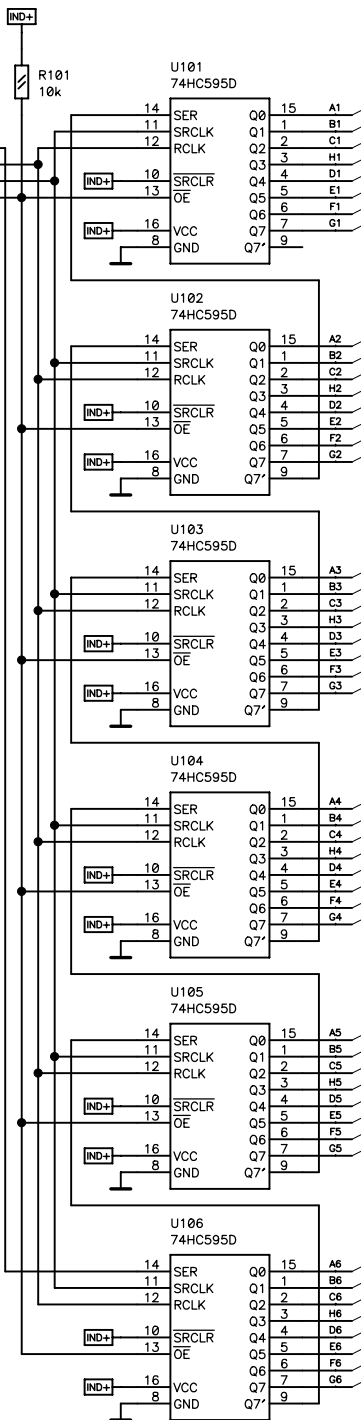 IND+
R101
10k
U101
74HC595D
14 SER Q0 15 A1
11 SRCLK Q1 1 B1
12 RCLK Q2 2 C1
Q3 3 H1
IND+ 10 SRCLR Q4 4 D1
13 OE Q5 5 E1
Q6 6 F1
IND+ 16 VCC Q7 7 G1
8 GND Q7' 9
U102
74HC595D
14 SER Q0 15 A2
11 SRCLK Q1 1 B2
12 RCLK Q2 2 C2
Q3 3 H2
IND+ 10 SRCLR Q4 4 D2
13 OE Q5 5 E2
Q6 6 F2
IND+ 16 VCC Q7 7 G2
8 GND Q7' 9
U103
74HC595D
14 SER Q0 15 A3
11 SRCLK Q1 1 B3
12 RCLK Q2 2 C3
Q3 3 H3
IND+ 10 SRCLR Q4 4 D3
13 OE Q5 5 E3
Q6 6 F3
IND+ 16 VCC Q7 7 G3
8 GND Q7' 9
U104
74HC595D
14 SER Q0 15 A4
11 SRCLK Q1 1 B4
12 RCLK Q2 2 C4
Q3 3 H4
IND+ 10 SRCLR Q4 4 D4
13 OE Q5 5 E4
Q6 6 F4
IND+ 16 VCC Q7 7 G4
8 GND Q7' 9
U105
74HC595D
14 SER Q0 15 A5
11 SRCLK Q1 1 B5
12 RCLK Q2 2 C5
Q3 3 H5
IND+ 10 SRCLR Q4 4 D5
13 OE Q5 5 E5
Q6 6 F5
IND+ 16 VCC Q7 7 G5
8 GND Q7' 9
U106
74HC595D
14 SER Q0 15 A6
11 SRCLK Q1 1 B6
12 RCLK Q2 2 C6
Q3 3 H6
IND+ 10 SRCLR Q4 4 D6
13 OE Q5 5 E6
Q6 6 F6
IND+ 16 VCC Q7 7 G6
8 GND Q7' 9